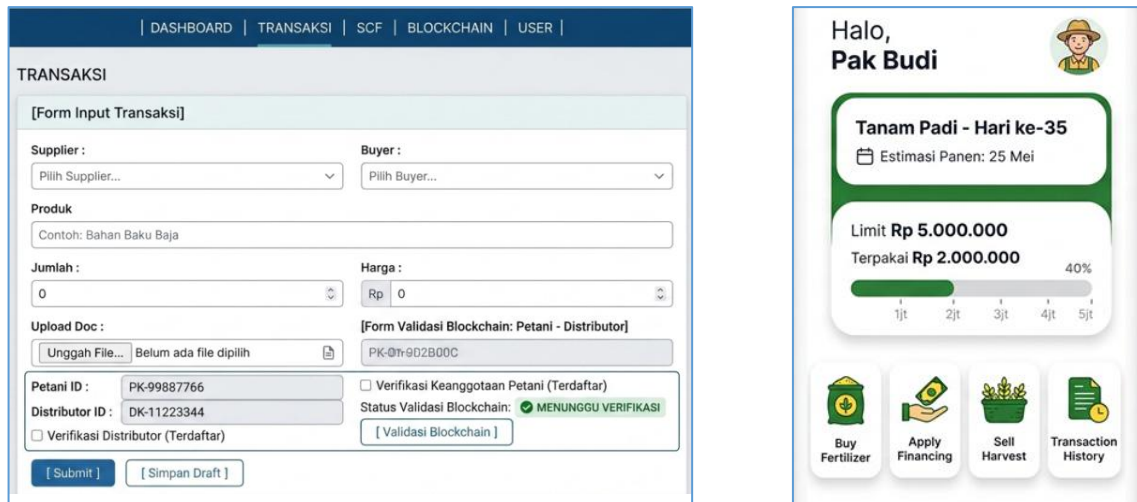 | DASHBOARD | TRANSAKSI | SCF | BLOCKCHAIN | USER |
TRANSAKSI
[Form Input Transaksi]
Supplier :
Pilih Supplier...
Buyer :
Pilih Buyer...
Produk
Contoh: Bahan Baku Baja
Jumlah :
0
Harga :
Rp 0
Upload Doc :
Unggah File... Belum ada file dipilih
[Form Validasi Blockchain: Petani - Distributor]
Petani ID : PK-99887766
Distributor ID : DK-11223344
Verifikasi Distributor (Terdaftar)
Verifikasi Keanggotaan Petani (Terdaftar)
Status Validasi Blockchain: MENUNGGU VERIFIKASI
[ Validasi Blockchain ]
[ Submit ] [ Simpan Draft ]
Halo,
Pak Budi
Tanam Padi - Hari ke-35
Estimasi Panen: 25 Mei
Limit Rp 5.000.000
Terpakai Rp 2.000.000
40%
1jt 2jt 3jt 4jt 5jt
Buy
Fertilizer
Apply
Financing
Sell
Harvest
Transaction
History